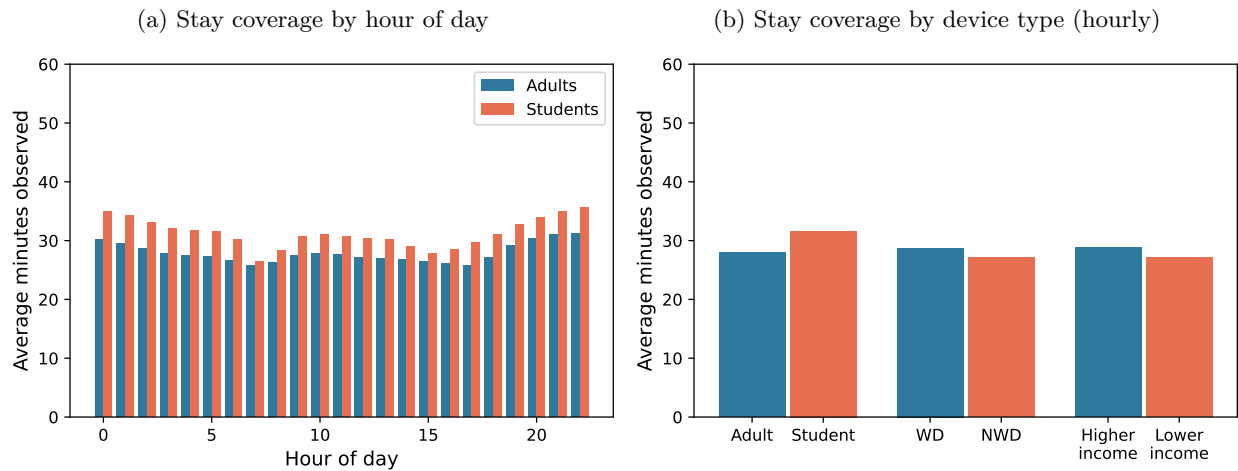 (a) Stay coverage by hour of day
60
50
40
30
20
10
0
Average minutes observed
Adults
Students
0 5 10 15 20
Hour of day
(b) Stay coverage by device type (hourly)
60
50
40
30
20
10
0
Average minutes observed
Adult Student WD NWD Higher income Lower income